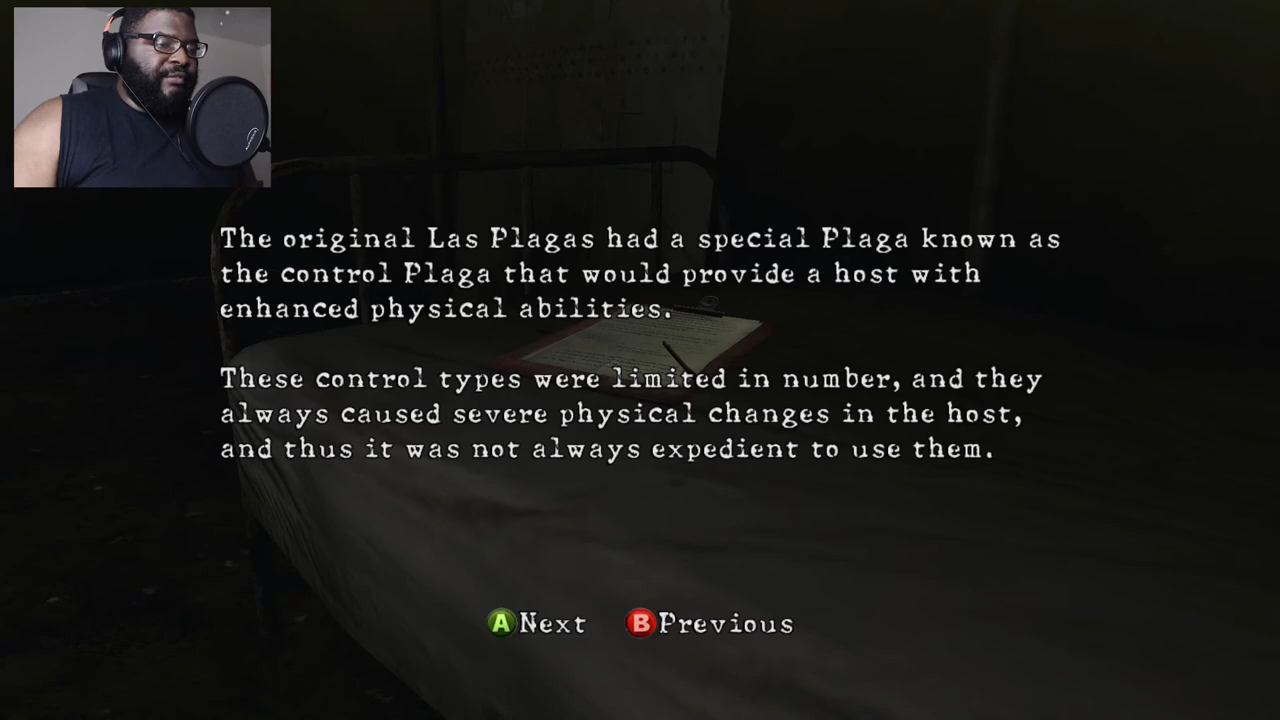 The original Las Plagas had a special Plaga known as
the control Plaga that would provide a host with
enhanced physical abilities.
These control types were limited in number, and they
always caused severe physical changes in the host,
and thus it was not always expedient to use them.
A Next B Previous